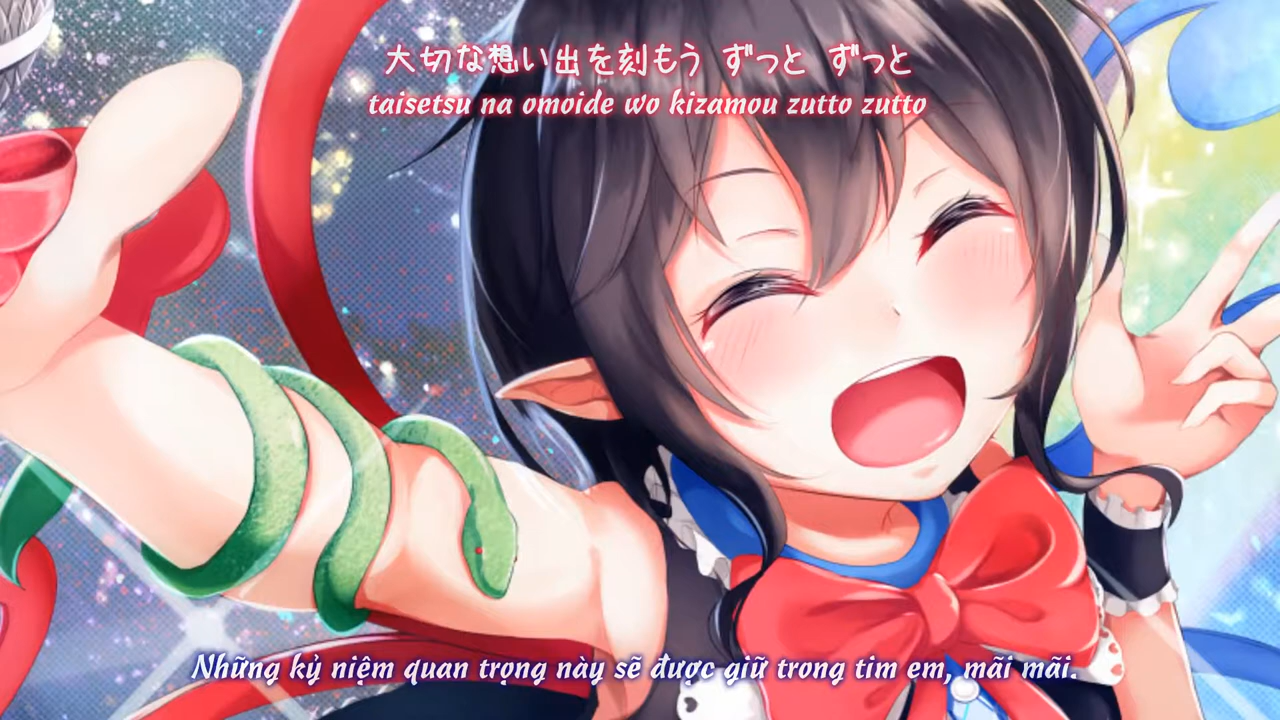 大切な想い出を刻もう ずっと ずっと
taisetsu na omoide wo kizamou zutto zutto
Những kỷ niệm quan trọng này sẽ được giữ trong tim em, mãi mãi.